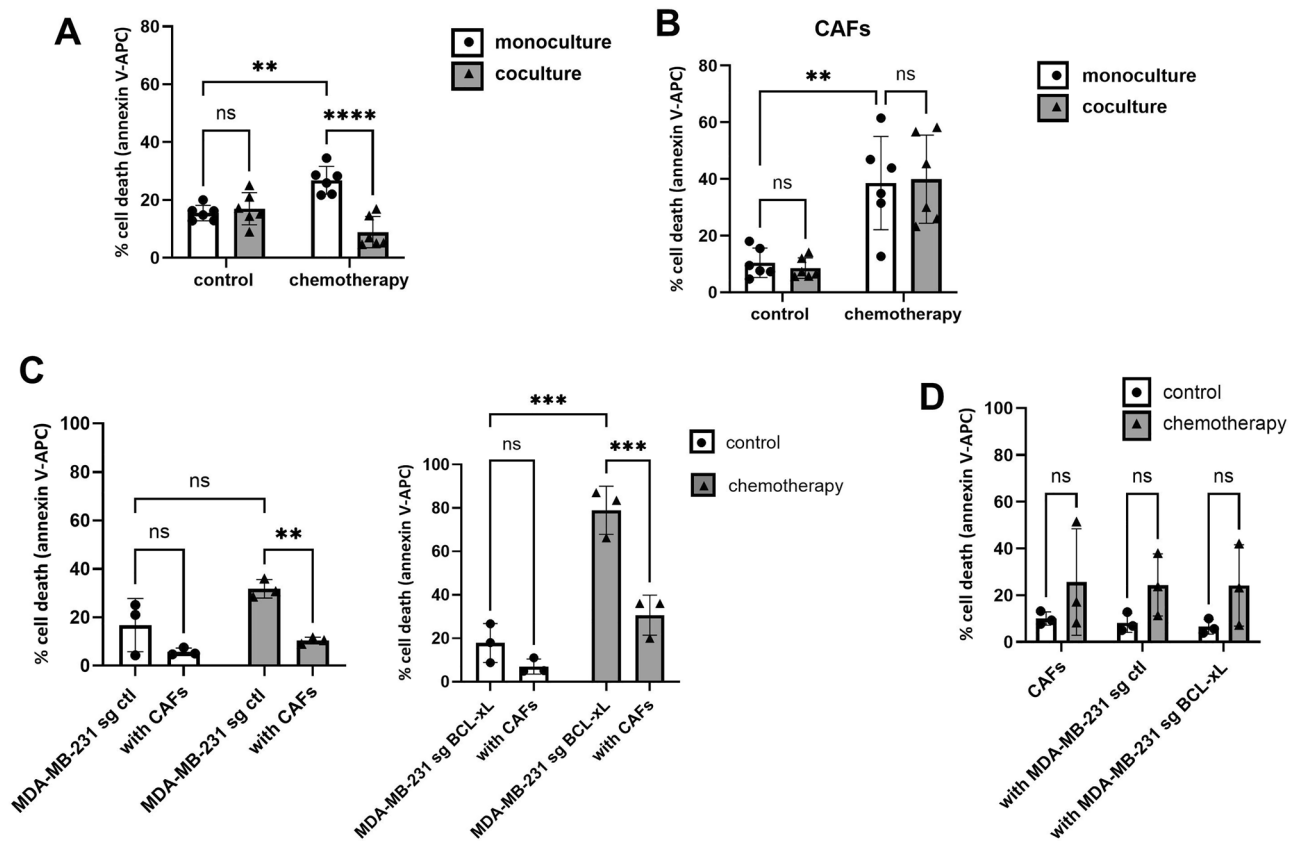 A
% cell death (annexin V-APC)
80
60
40
20
0
**
ns
****
control
chemotherapy
monoculture
coculture
B
CAFs
% cell death (annexin V-APC)
80
60
40
20
0
**
ns
ns
control
chemotherapy
monoculture
coculture
C
% cell death (annexin V-APC)
100
80
60
40
20
0
ns
ns
**
MDA-MB-231 sg ctl
with CAFs
MDA-MB-231 sg ctl
with CAFs
% cell death (annexin V-APC)
100
80
60
40
20
0
***
ns
***
MDA-MB-231 sg BCL-xL
with CAFs
MDA-MB-231 sg BCL-xL
with CAFs
control
chemotherapy
D
% cell death (annexin V-APC)
100
80
60
40
20
0
ns
ns
ns
CAFs
with MDA-MB-231 sg ctl
with MDA-MB-231 sg BCL-xL
control
chemotherapy